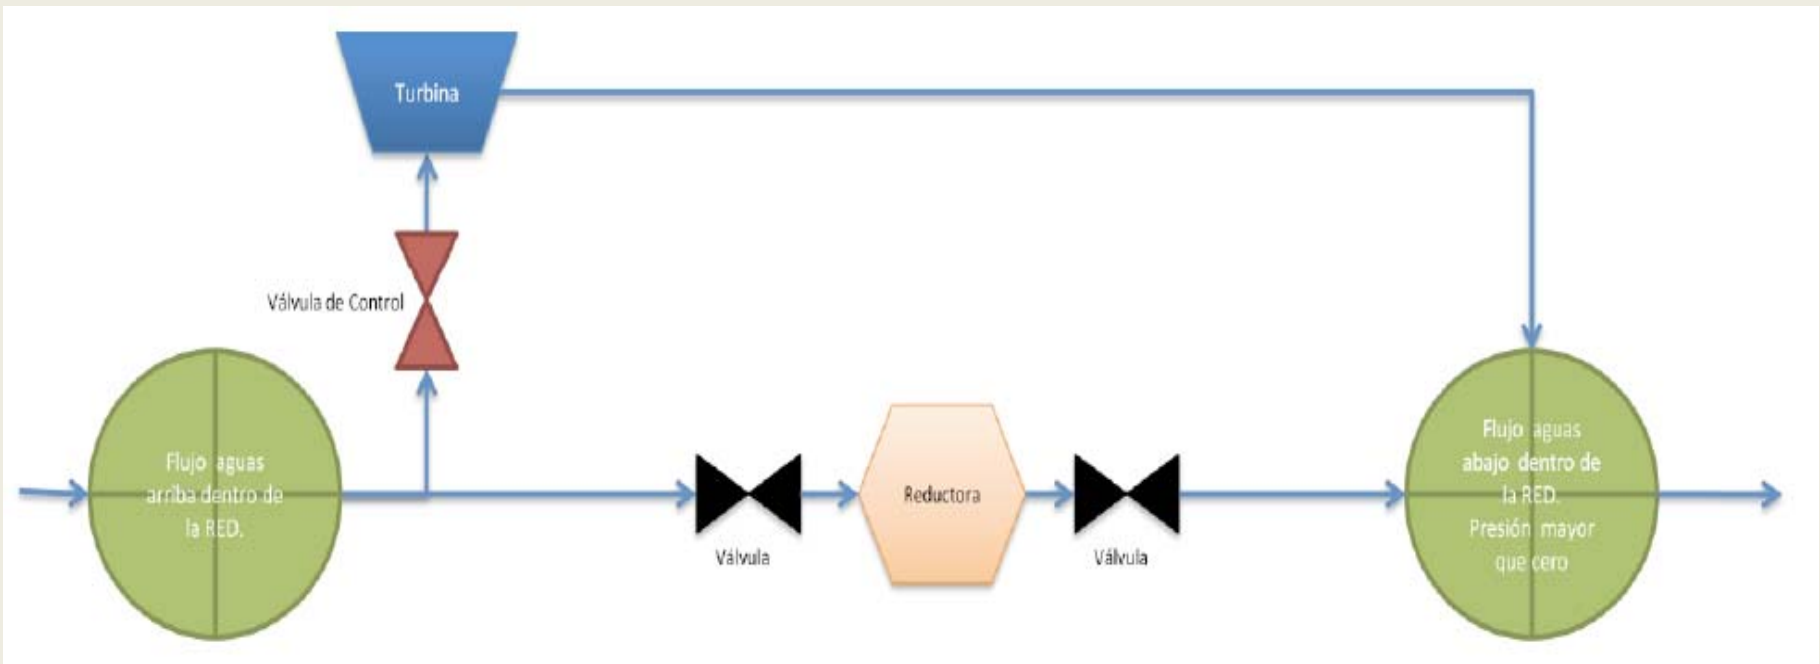 Turbina
Válvula de Control
Flujo aguas
arriba dentro de
la RED.
Válvula
Reductora
Válvula
Flujo aguas
abajo dentro de
la RED.
Presión mayor
que cero